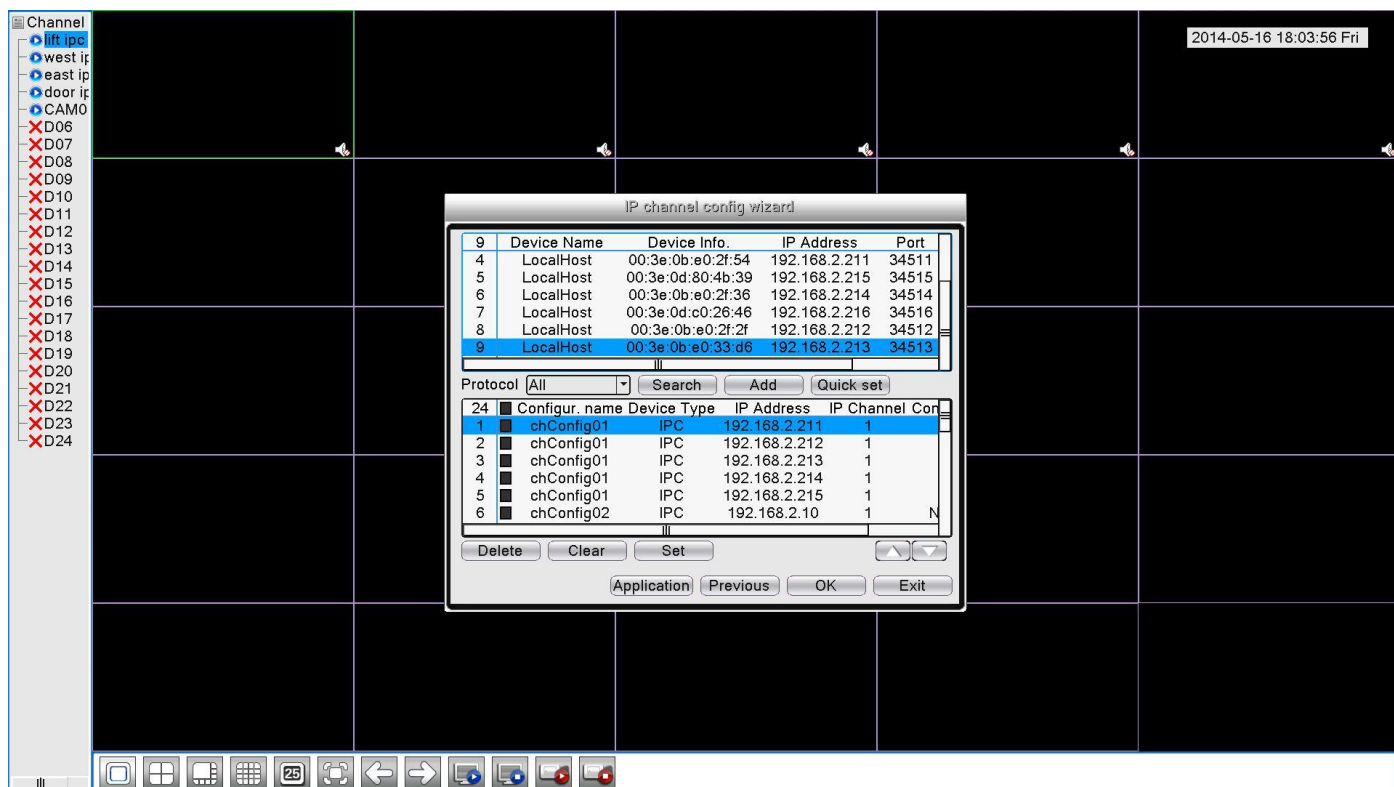 Channel
lift ipc
west ip
east ip
door ip
CAM0
D06
D07
D08
D09
D10
D11
D12
D13
D14
D15
D16
D17
D18
D19
D20
D21
D22
D23
D24
2014-05-16 18:03:56 Fri
IP channel config wizard
9 Device Name Device Info. IP Address Port
4 LocalHost 00:3e:0b:e0:2f:54 192.168.2.211 34511
5 LocalHost 00:3e:0d:80:4b:39 192.168.2.215 34515
6 LocalHost 00:3e:0b:e0:2f:36 192.168.2.214 34514
7 LocalHost 00:3e:0d:c0:26:46 192.168.2.216 34516
8 LocalHost 00:3e:0b:e0:2f:2f 192.168.2.212 34512
9 LocalHost 00:3e:0b:e0:33:d6 192.168.2.213 34513
Protocol All Search Add Quick set
24 Configur. name Device Type IP Address IP Channel Con
1 chConfig01 IPC 192.168.2.211 1
2 chConfig01 IPC 192.168.2.212 1
3 chConfig01 IPC 192.168.2.213 1
4 chConfig01 IPC 192.168.2.214 1
5 chConfig01 IPC 192.168.2.215 1
6 chConfig02 IPC 192.168.2.10 1 N
Delete Clear Set
Application Previous OK Exit
25